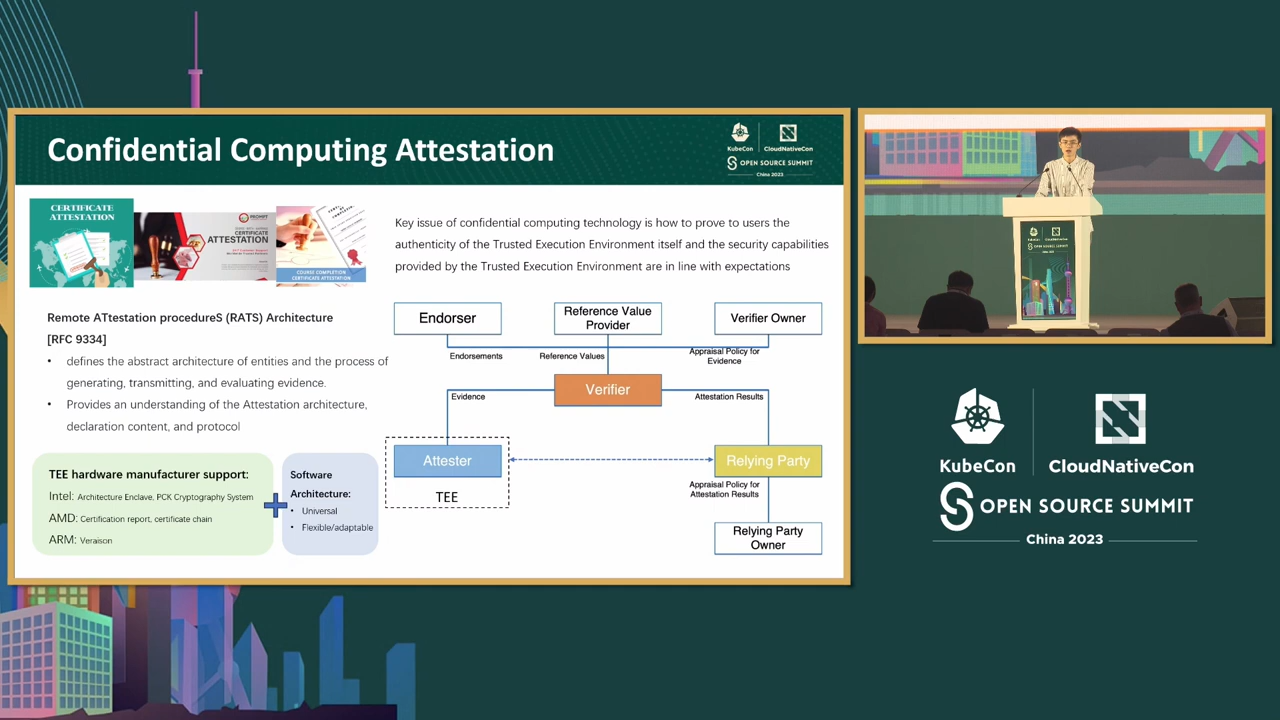 Confidential Computing Attestation
KubeCon
CloudNativeCon
OPEN SOURCE SUMMIT
China 2023
CERTIFICATE
ATTESTATION
CERTIFICATE
ATTESTATION
COURSE COMPLETION
CERTIFICATE ATTESTATION
Key issue of confidential computing technology is how to prove to users the
authenticity of the Trusted Execution Environment itself and the security capabilities
provided by the Trusted Execution Environment are in line with expectations
Remote ATtestation procedureS (RATS) Architecture
[RFC 9334]
• defines the abstract architecture of entities and the process of
generating, transmitting, and evaluating evidence.
• Provides an understanding of the Attestation architecture,
declaration content, and protocol
TEE hardware manufacturer support:
Intel: Architecture Enclave, PCK Cryptography System
AMD: Certification report, certificate chain
ARM: Veraison
Software
Architecture:
• Universal
• Flexible/adaptable
Endorser
Reference Value
Provider
Verifier Owner
Endorsements
Reference Values
Appraisal Policy for
Evidence
Verifier
Evidence
Attestation Results
Attester
Relying Party
TEE
Appraisal Policy for
Attestation Results
Relying Party
Owner
KubeCon
CloudNativeCon
OPEN SOURCE SUMMIT
China 2023